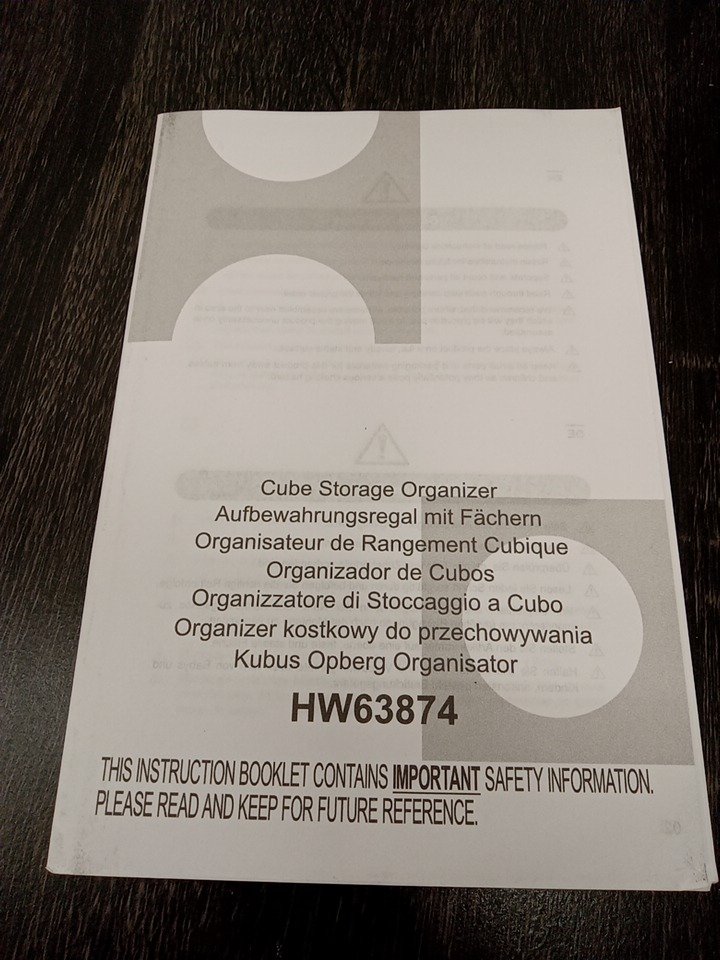 Cube Storage Organizer
Aufbewahrungsregal mit Fächern
Organisateur de Rangement Cubique
Organizador de Cubos
Organizzatore di Stoccaggio a Cubo
Organizer kostkowy do przechowywania
Kubus Opberg Organisator
HW63874
THIS INSTRUCTION BOOKLET CONTAINS IMPORTANT SAFETY INFORMATION.
PLEASE READ AND KEEP FOR FUTURE REFERENCE.